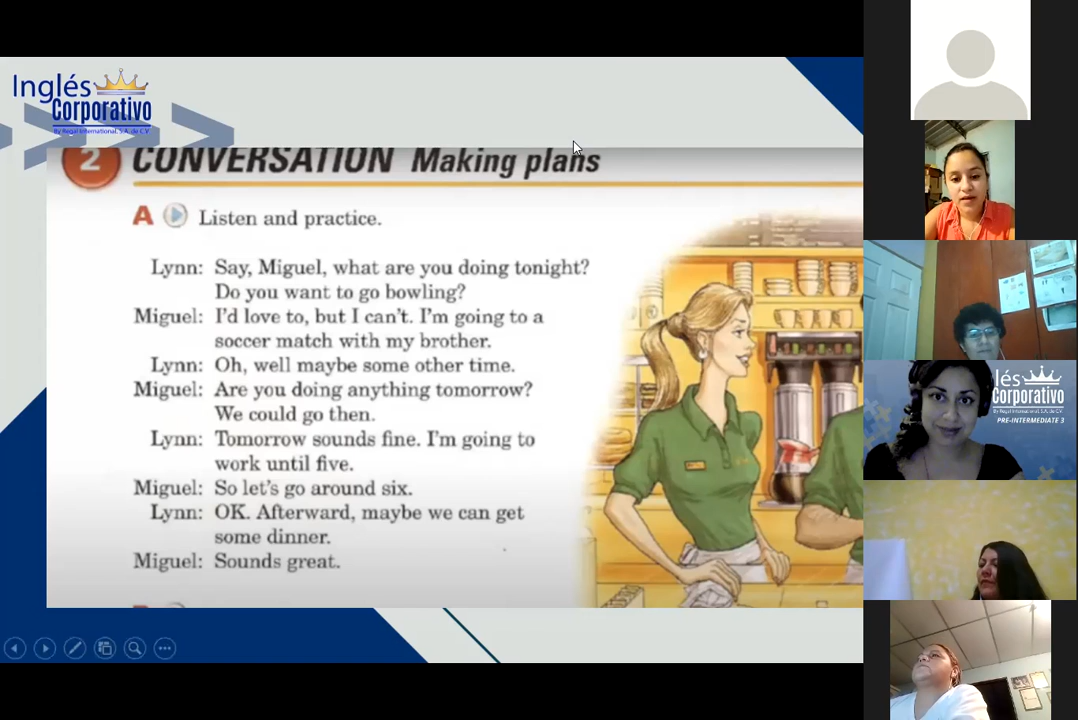 Inglés
Corporativo
By Regal International, S.A. de C.V.
2 CONVERSATION Making plans
A Listen and practice.
Lynn: Say, Miguel, what are you doing tonight?
Do you want to go bowling?
Miguel: I'd love to, but I can't. I'm going to a
soccer match with my brother.
Lynn: Oh, well maybe some other time.
Miguel: Are you doing anything tomorrow?
We could go then.
Lynn: Tomorrow sounds fine. I'm going to
work until five.
Miguel: So let's go around six.
Lynn: OK. Afterward, maybe we can get
some dinner.
Miguel: Sounds great.
lés
Corporativo
By Regal International, S.A. de C.V.
PRE-INTERMEDIATE 3